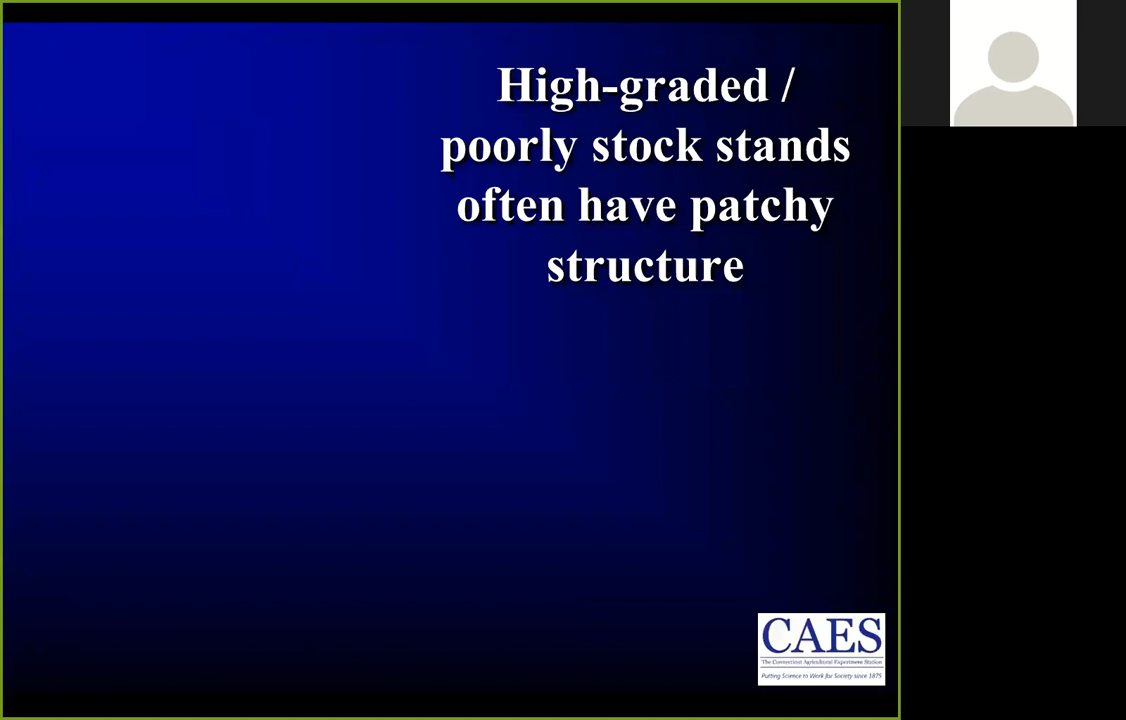 High-graded /
poorly stock stands
often have patchy
structure
CAES
The Connecticut Agricultural Experiment Station
Putting Science to Work for Society since 1875